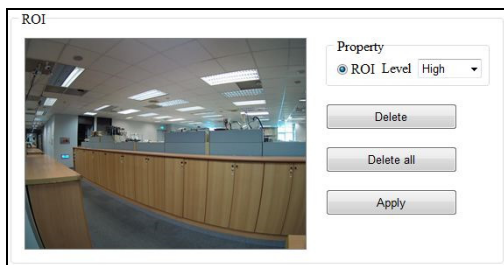 ROI
Property
ROI Level High
Delete
Delete all
Apply